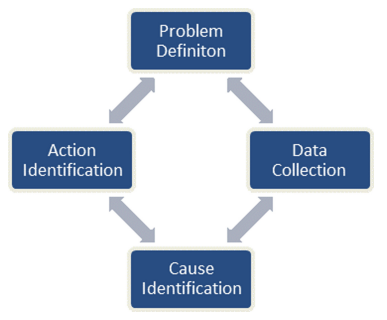 Problem
Definiton
Action
Identification
Data
Collection
Cause
Identification